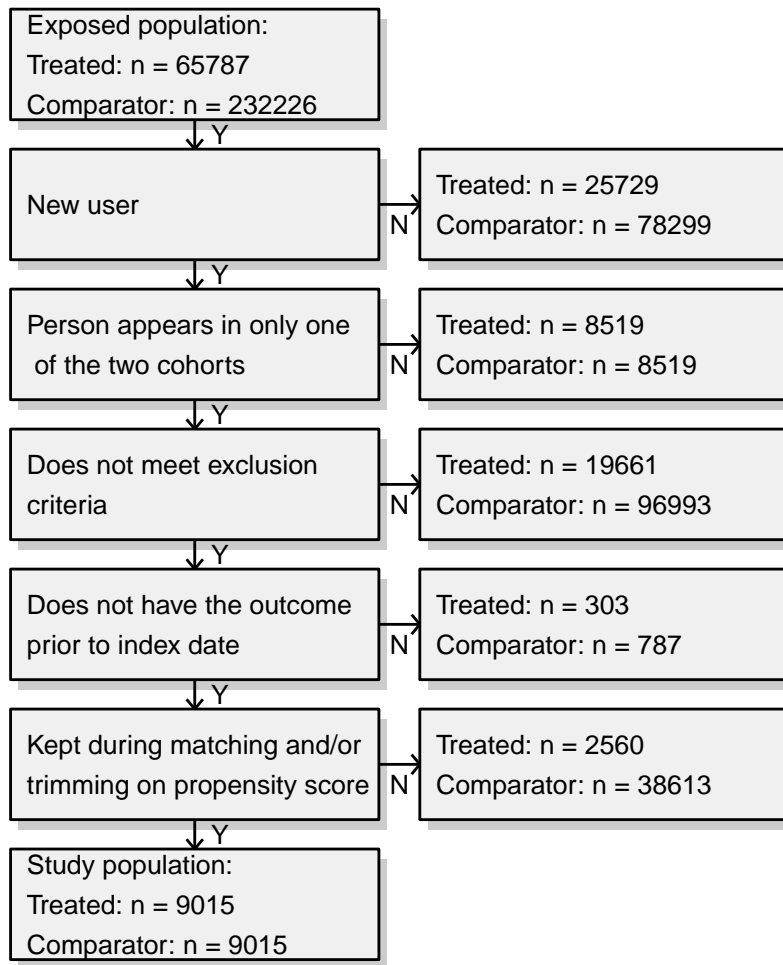 Exposed population:
Treated: n = 65787
Comparator: n = 232226
Y
New user
N
Treated: n = 25729
Comparator: n = 78299
Y
Person appears in only one
of the two cohorts
N
Treated: n = 8519
Comparator: n = 8519
Y
Does not meet exclusion
criteria
N
Treated: n = 19661
Comparator: n = 96993
Y
Does not have the outcome
prior to index date
N
Treated: n = 303
Comparator: n = 787
Y
Kept during matching and/or
trimming on propensity score
N
Treated: n = 2560
Comparator: n = 38613
Y
Study population:
Treated: n = 9015
Comparator: n = 9015